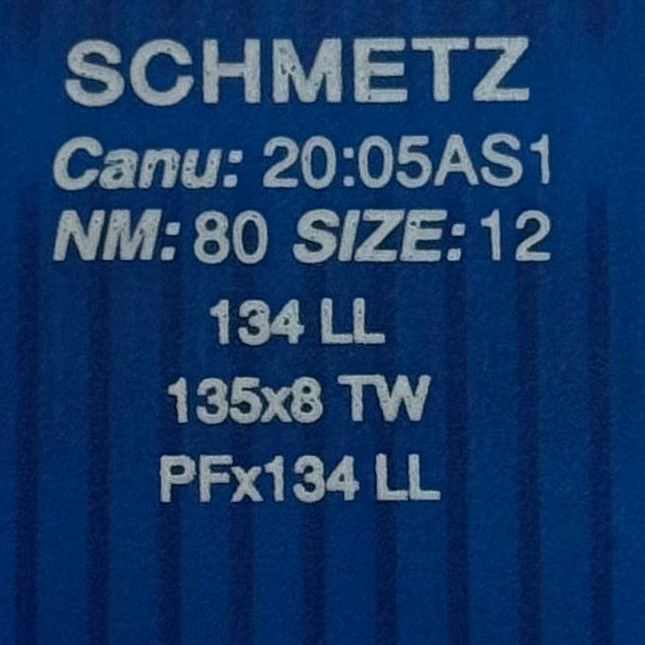 SCHMETZ
Canu: 20:05AS1
NM: 80 SIZE: 12
134 LL
135x8 TW
PFx134 LL